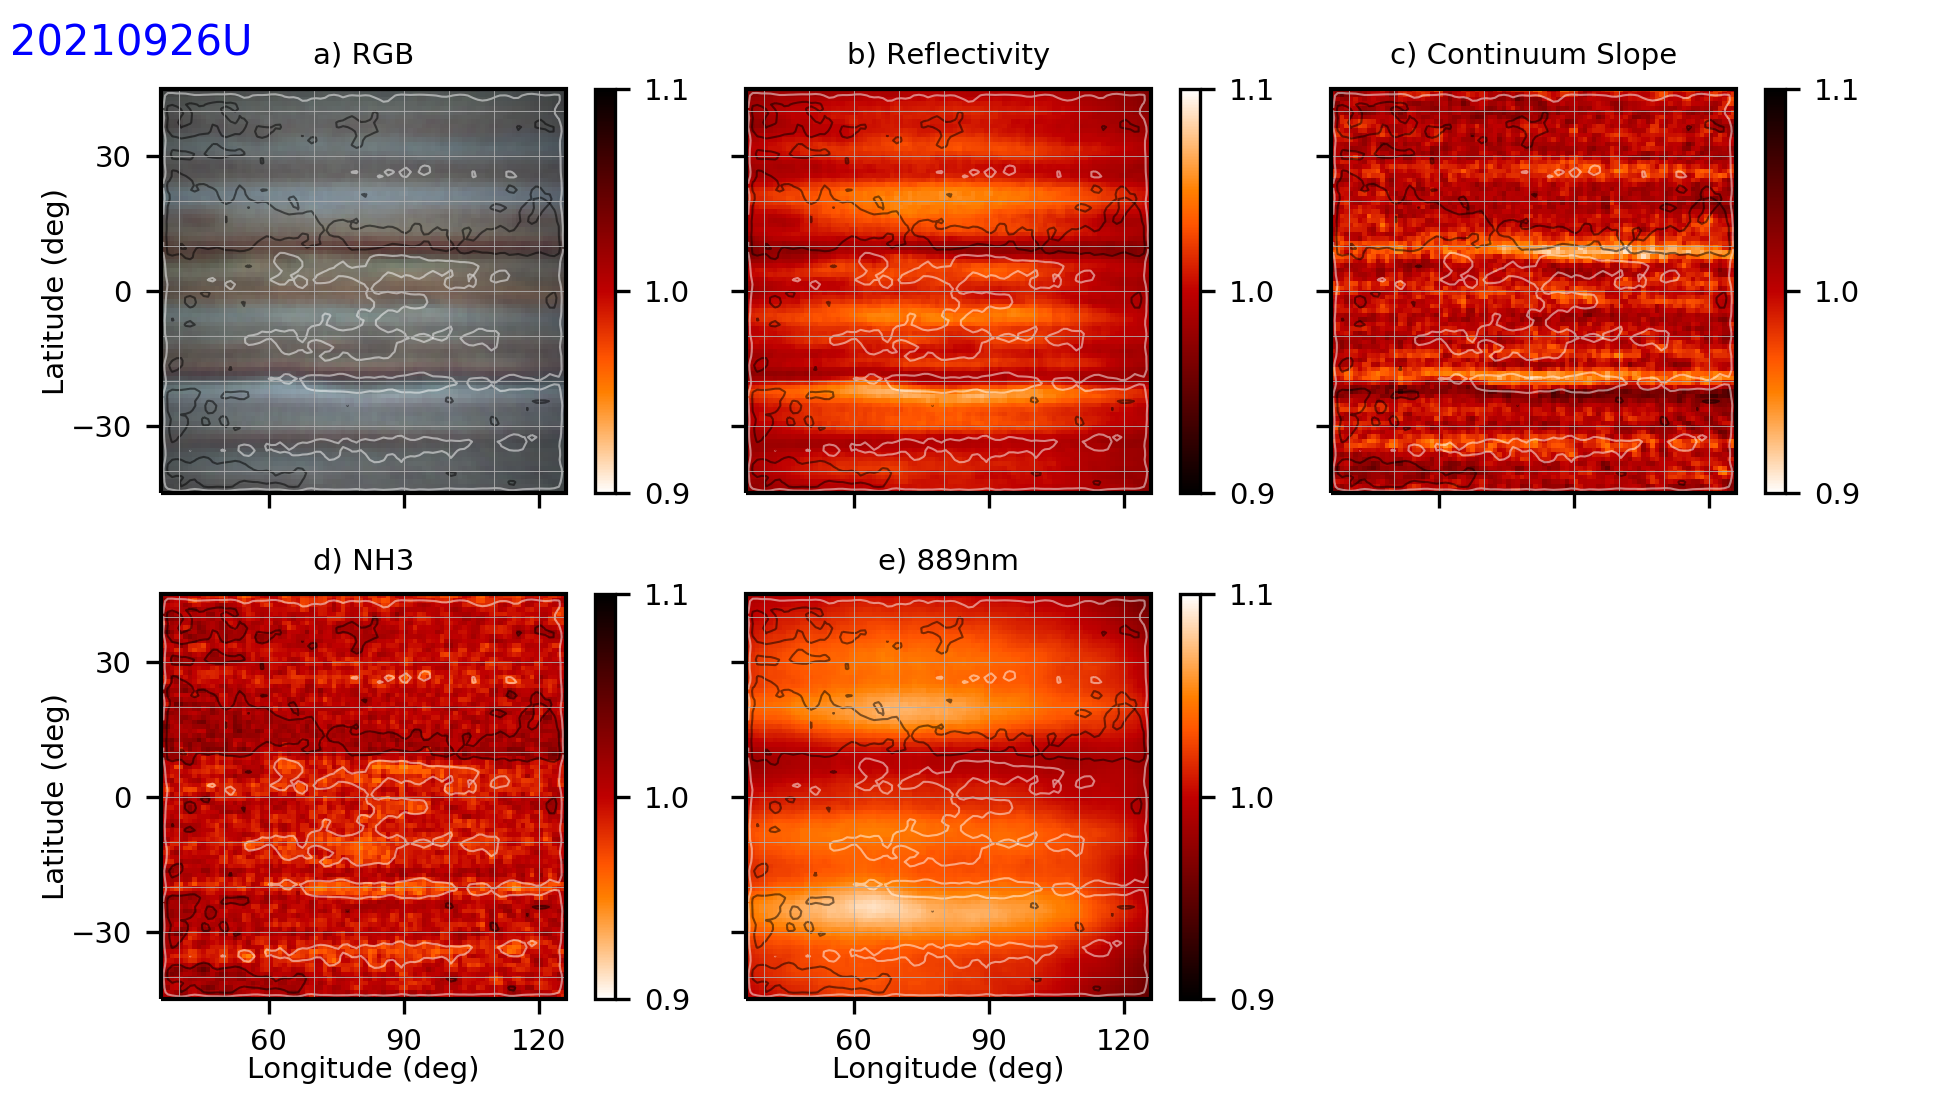 20210926U
a) RGB
b) Reflectivity
c) Continuum Slope
1.1
1.0
0.9
1.1
1.0
0.9
1.1
1.0
0.9
30
0
−30
Latitude (deg)
d) NH3
e) 889nm
1.1
1.0
0.9
1.1
1.0
0.9
30
0
−30
Latitude (deg)
60 90 120
Longitude (deg)
60 90 120
Longitude (deg)